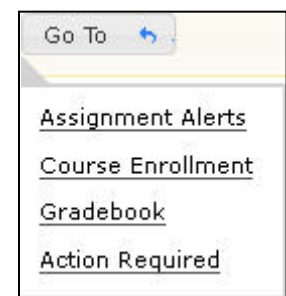 Go To
Assignment Alerts
Course Enrollment
Gradebook
Action Required